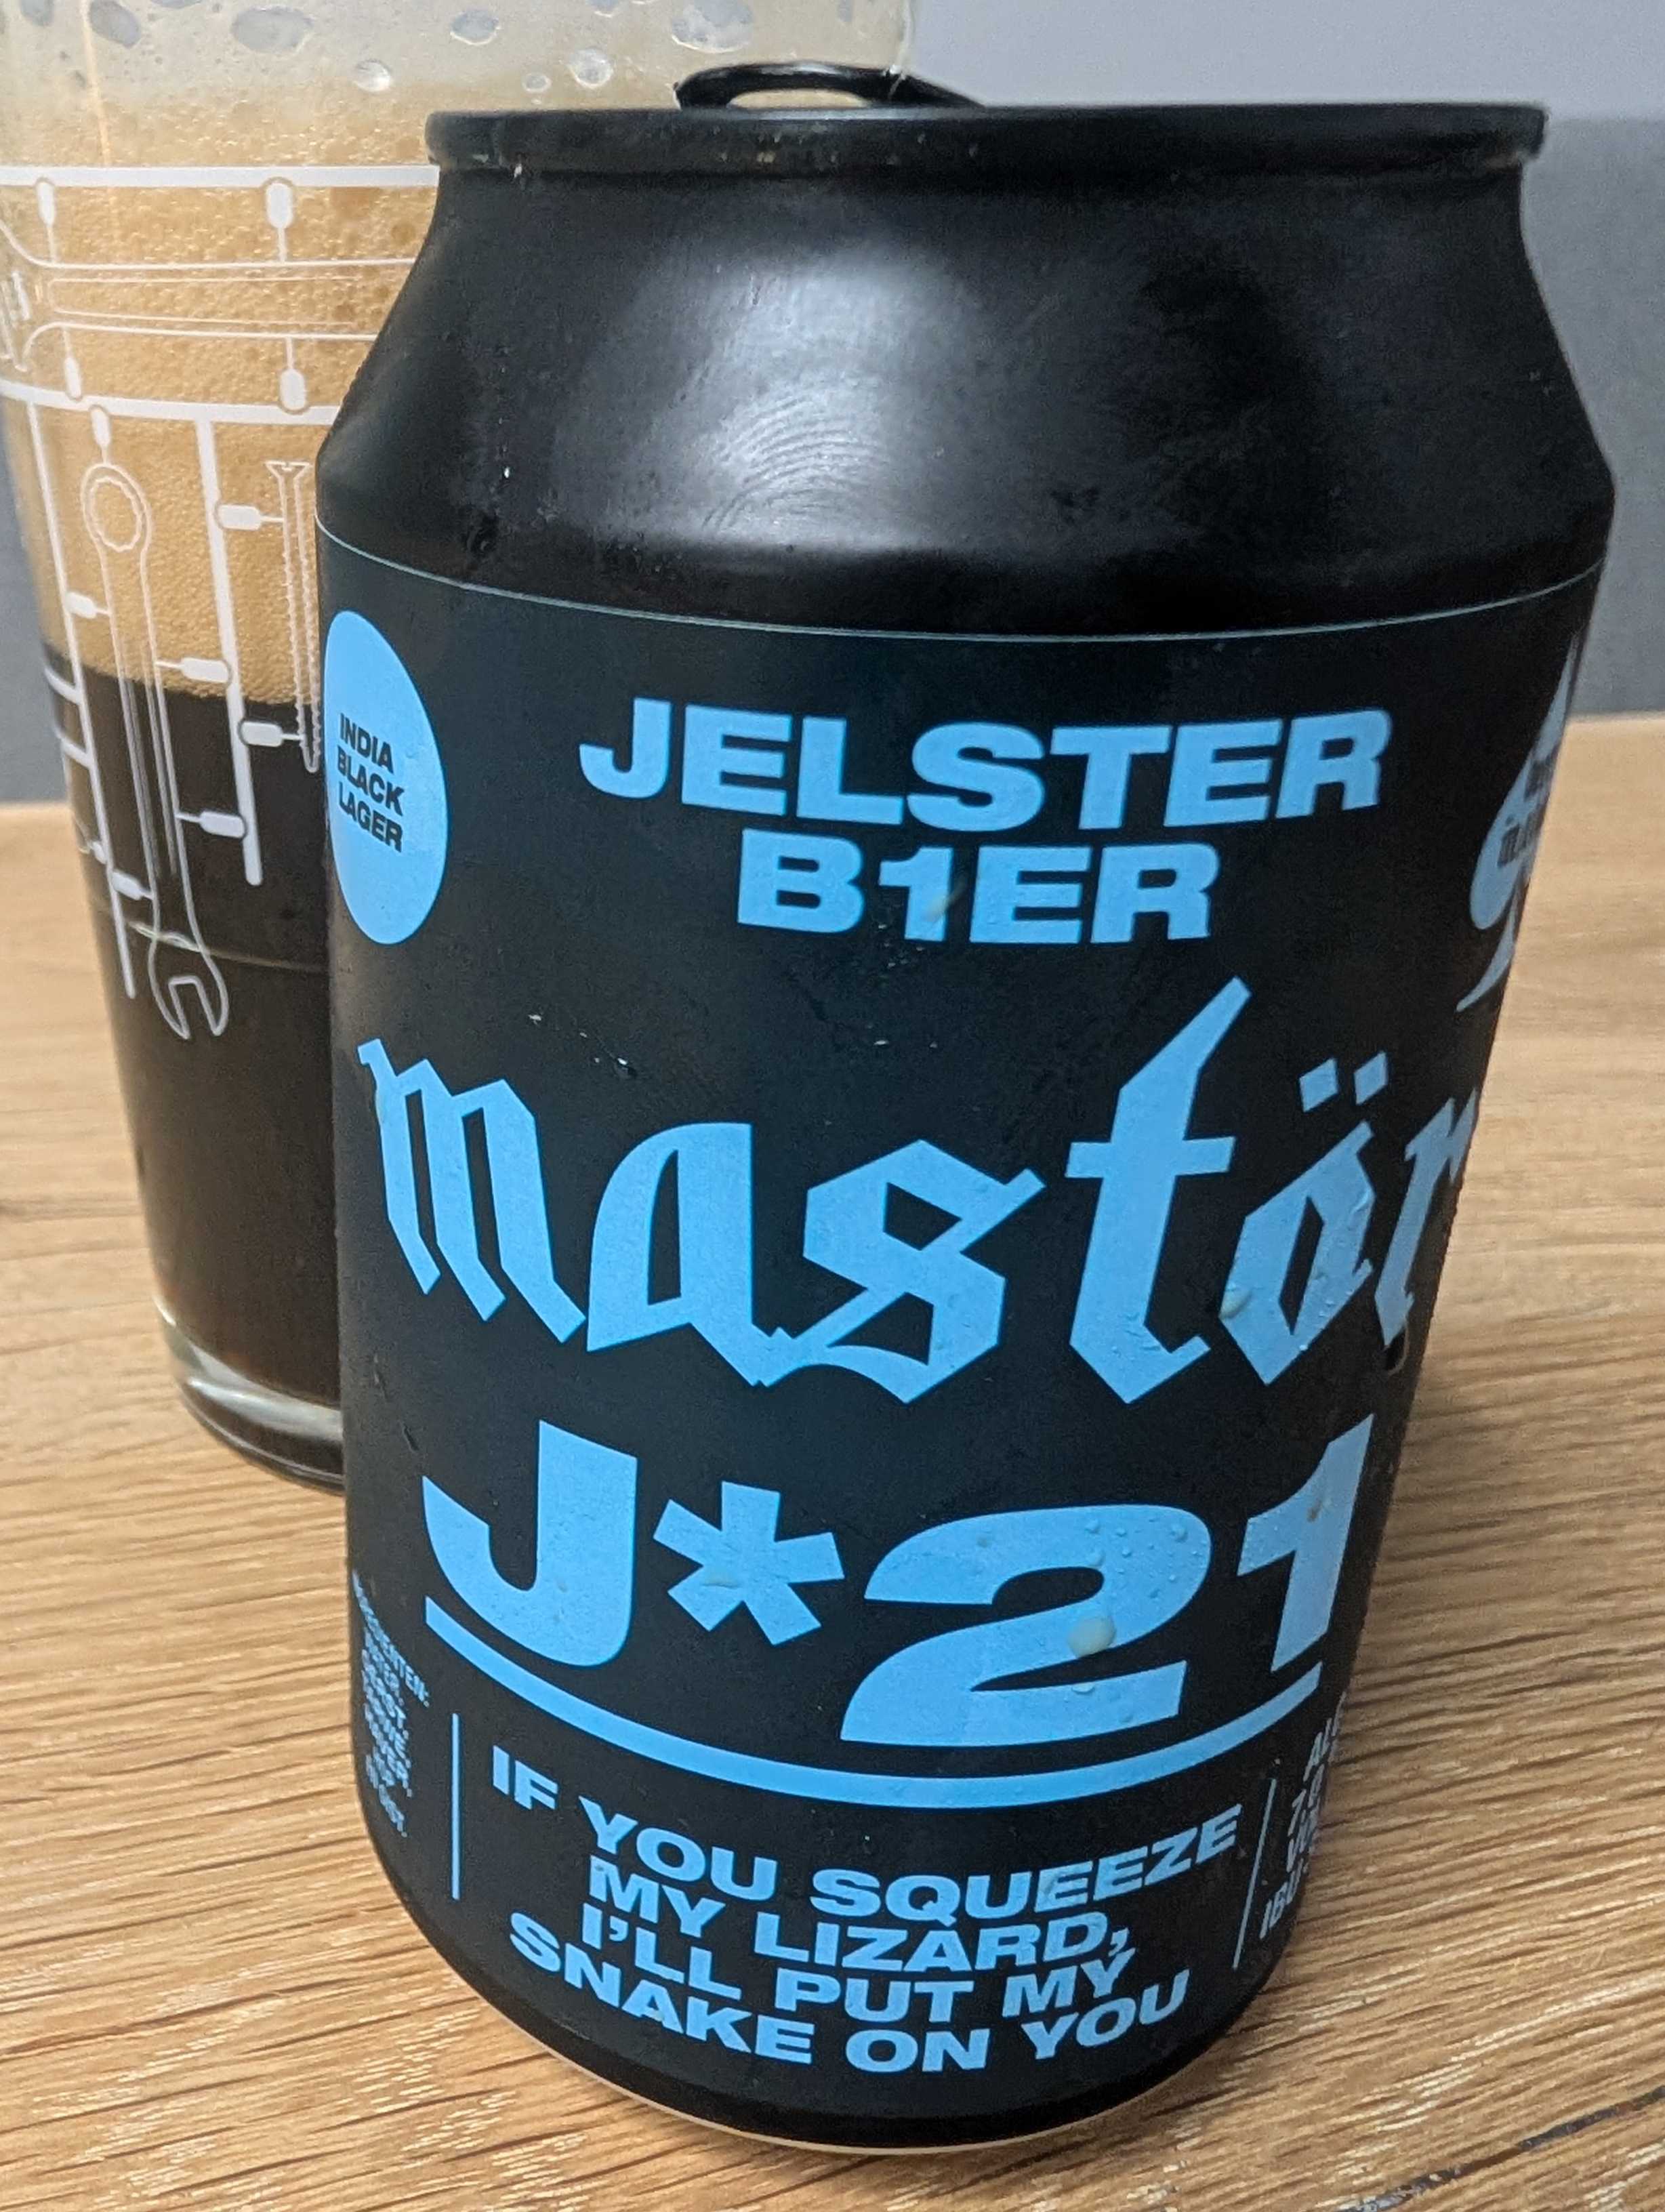 INDIA
BLACK
LAGER
JELSTER
B1ER
mastör
J*21
IF YOU SQUEEZE
MY LIZARD,
I'LL PUT MY
SNAKE ON YOU